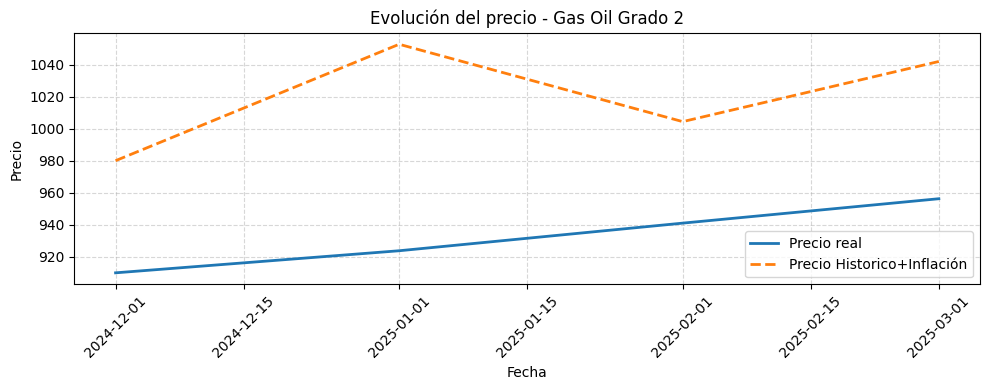 Evolución del precio - Gas Oil Grado 2
Precio
1040
1020
1000
980
960
940
920
Precio real
Precio Historico+Inflación
2024-12-01
2024-12-15
2025-01-01
2025-01-15
2025-02-01
2025-02-15
2025-03-01
Fecha